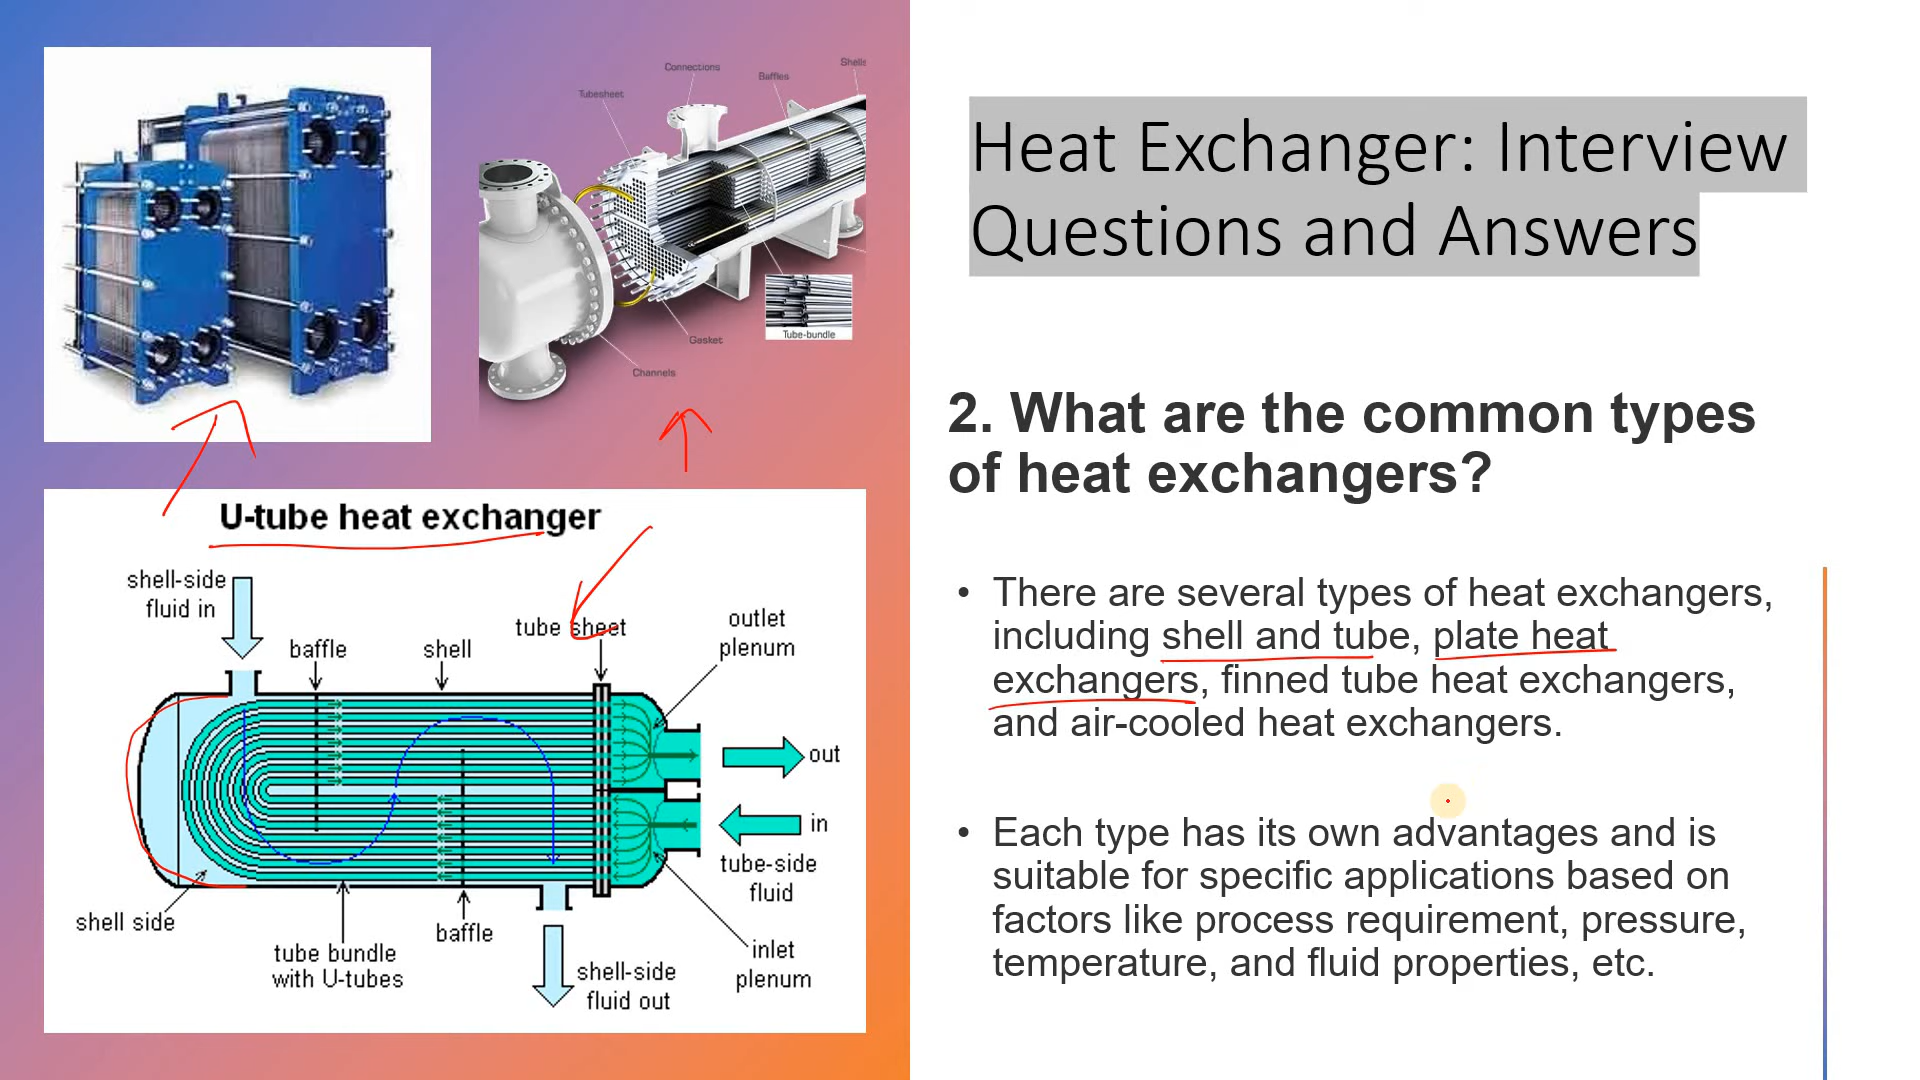 Heat Exchanger: Interview
Questions and Answers
2. What are the common types
of heat exchangers?
• There are several types of heat exchangers,
including shell and tube, plate heat
exchangers, finned tube heat exchangers,
and air-cooled heat exchangers.
• Each type has its own advantages and is
suitable for specific applications based on
factors like process requirement, pressure,
temperature, and fluid properties, etc.
Connections
Baffles
Shells
Tubesheet
Tube-bundle
Gasket
Channels
U-tube heat exchanger
shell-side
fluid in
baffle
shell
tube sheet
outlet
plenum
out
in
tube-side
fluid
shell side
tube bundle
with U-tubes
baffle
shell-side
fluid out
inlet
plenum